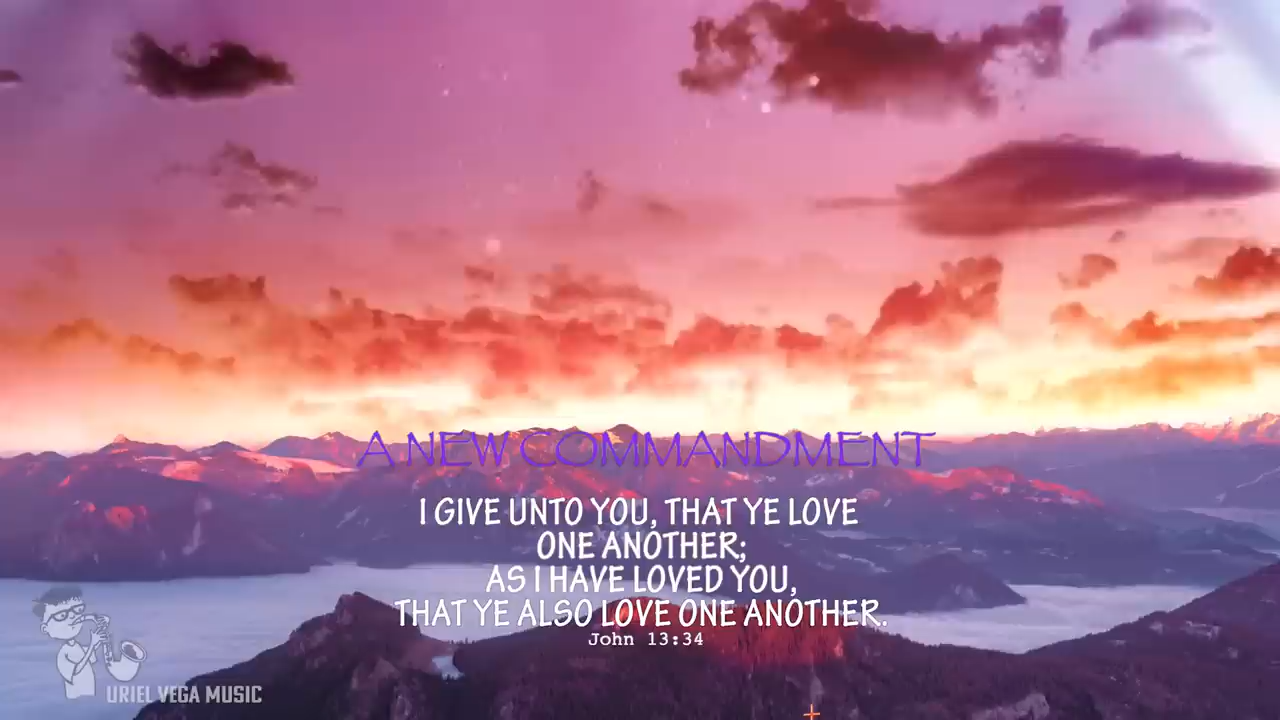 A NEW COMMANDMENT
I GIVE UNTO YOU, THAT YE LOVE
ONE ANOTHER;
AS I HAVE LOVED YOU,
THAT YE ALSO LOVE ONE ANOTHER.
John 13:34
URIEL VEGA MUSIC